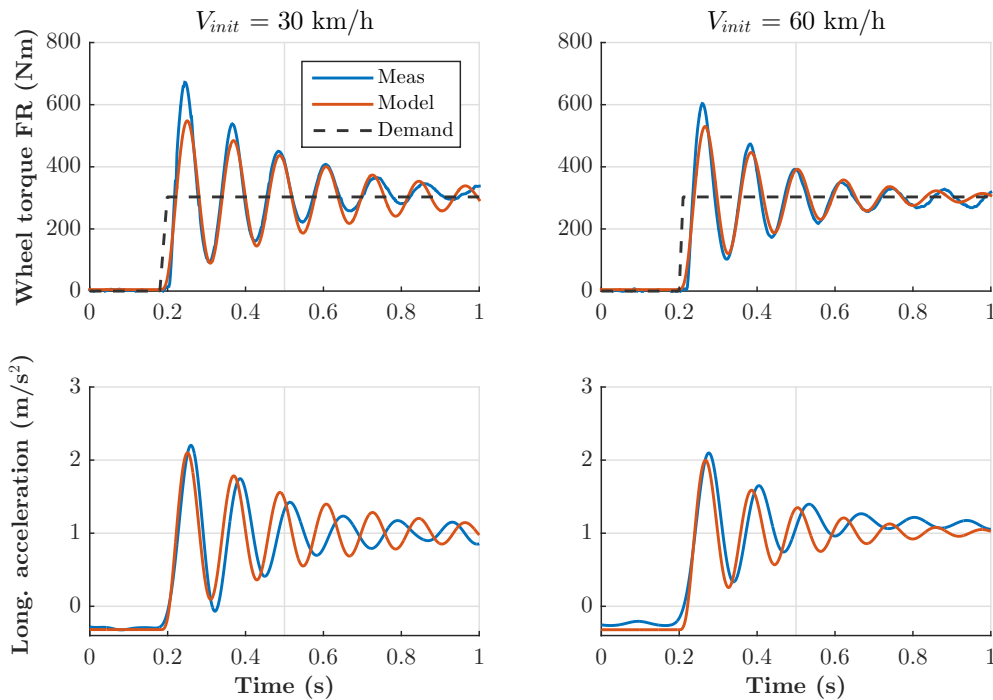 V_init = 30 km/h
V_init = 60 km/h
Wheel torque FR (Nm)
800
600
400
200
0
0 0.2 0.4 0.6 0.8 1
Meas
Model
Demand
800
600
400
200
0
0 0.2 0.4 0.6 0.8 1
Long. acceleration (m/s²)
3
2
1
0
0 0.2 0.4 0.6 0.8 1
Time (s)
3
2
1
0
0 0.2 0.4 0.6 0.8 1
Time (s)